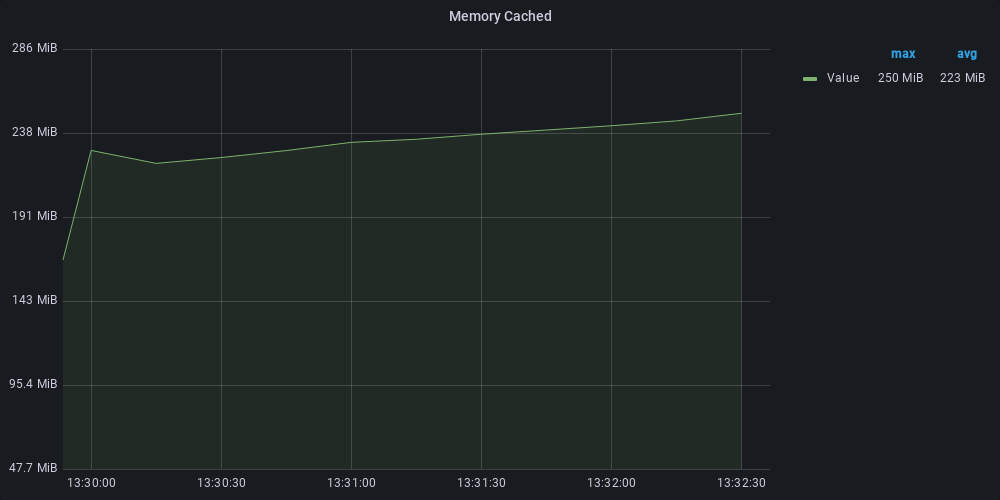 Memory Cached
286 MiB
238 MiB
191 MiB
143 MiB
95.4 MiB
47.7 MiB
13:30:00 13:30:30 13:31:00 13:31:30 13:32:00 13:32:30
max avg
Value 250 MiB 223 MiB